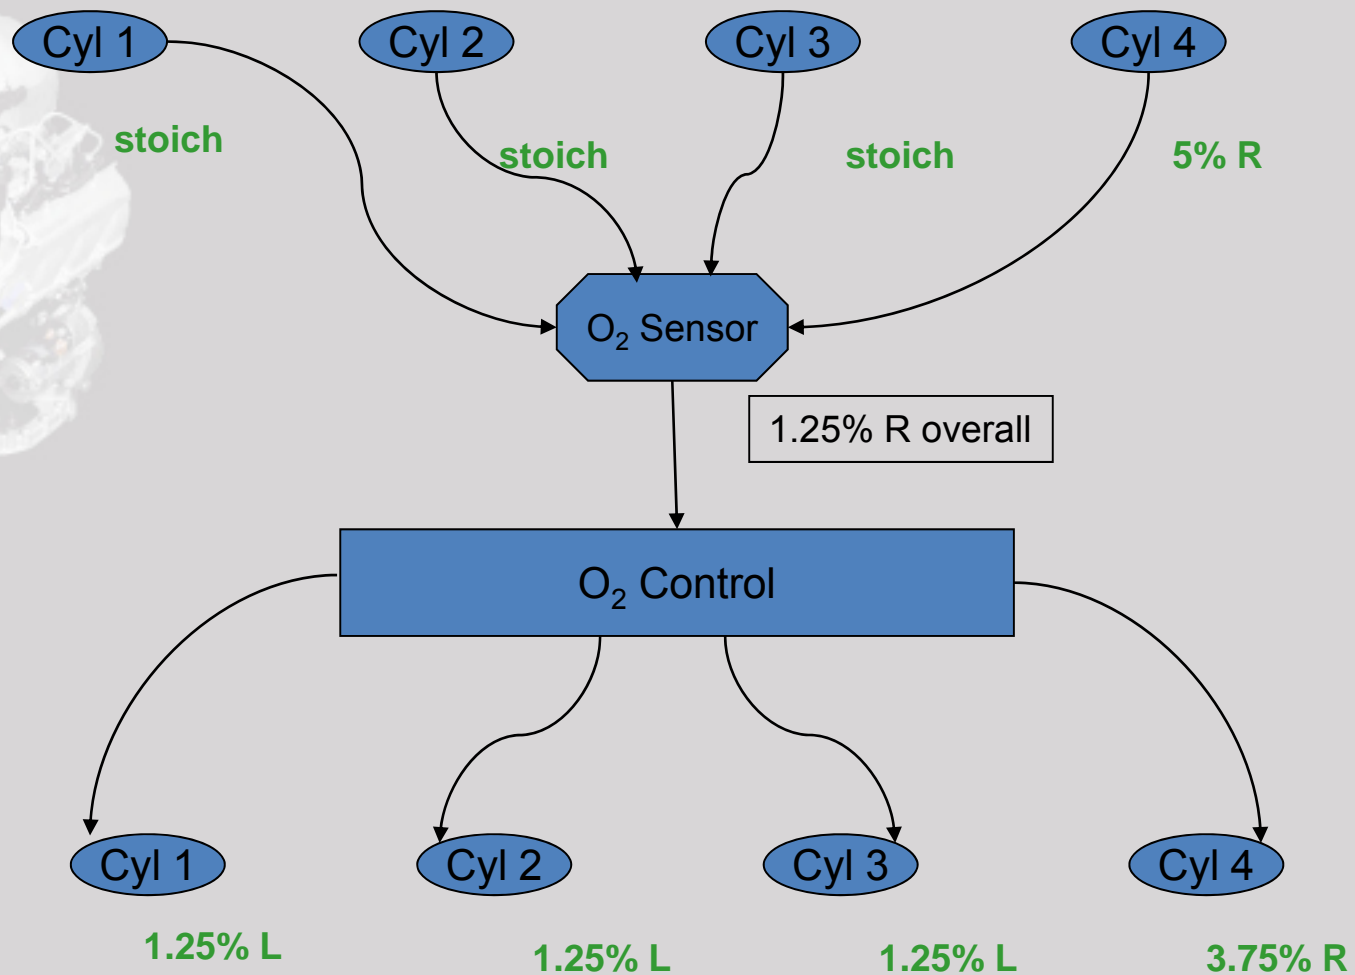 Cyl 1
Cyl 2
Cyl 3
Cyl 4
stoich
stoich
stoich
5% R
O₂ Sensor
1.25% R overall
O₂ Control
Cyl 1
Cyl 2
Cyl 3
Cyl 4
1.25% L
1.25% L
1.25% L
3.75% R